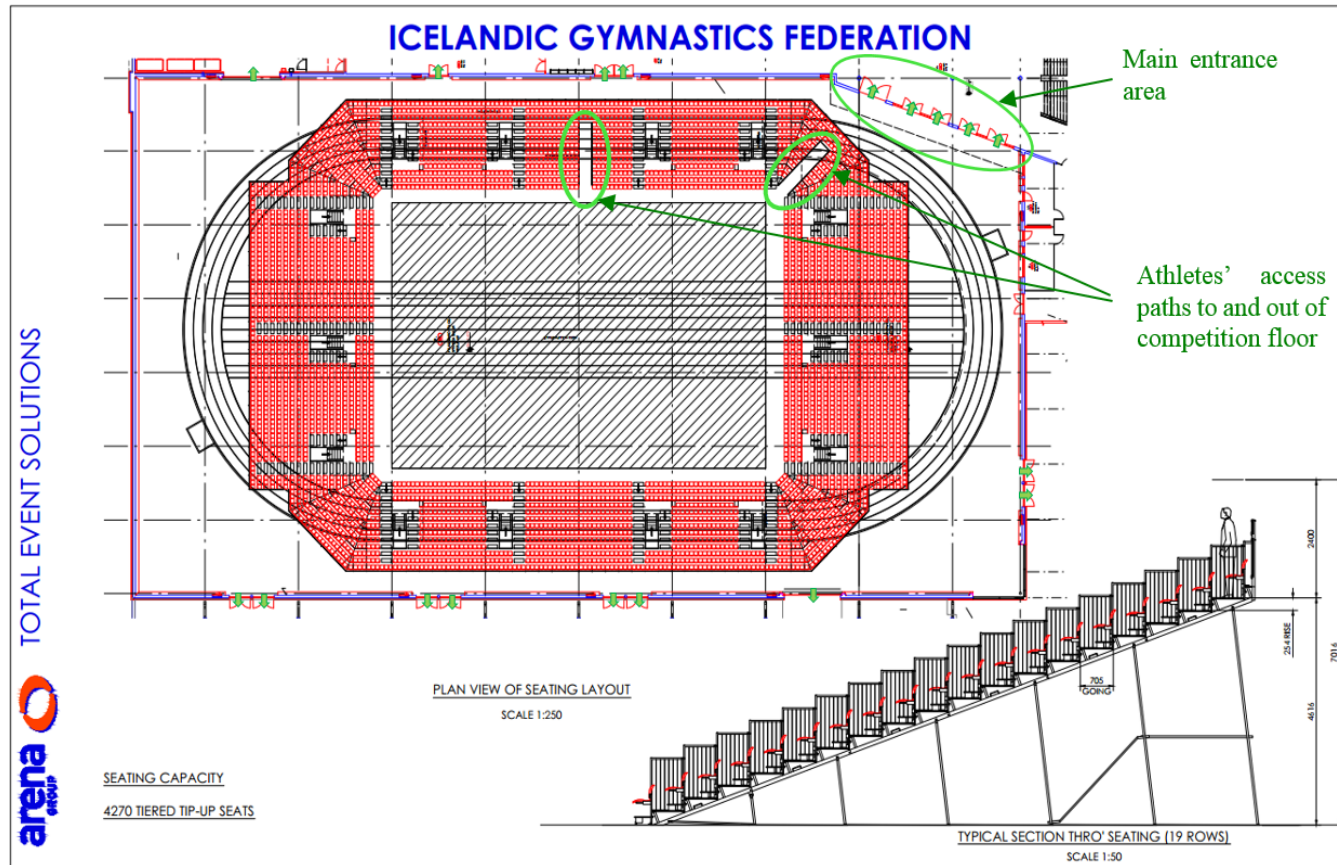 ICELANDIC GYMNASTICS FEDERATION
Main entrance
area
Athletes' access
paths to and out of
competition floor
TOTAL EVENT SOLUTIONS
arena
GROUP
PLAN VIEW OF SEATING LAYOUT
SCALE 1:250
SEATING CAPACITY
4270 TIERED TIP-UP SEATS
2400
254 RISE
7016
705
GOING
4616
TYPICAL SECTION THRO' SEATING (19 ROWS)
SCALE 1:50